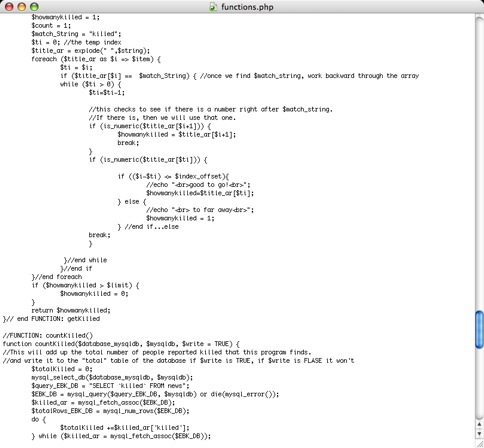 functions.php
$howmanykilled = 1;
$count = 1;
$match_String = "killed";
$ti = 0; //the temp index
$title_ar = explode(" ",$string);
foreach ($title_ar as $i => $item) {
$ti = $i;
if ($title_ar[$i] == $match_String) { //once we find $match_string, work backward through the array
while ($ti > 0) {
$ti=$ti-1;
//this checks to see if there is a number right after $match_string.
//If there is, then we will use that one.
if (is_numeric($title_ar[$i+1])) {
$howmanykilled = $title_ar[$i+1];
break;
}
if (is_numeric($title_ar[$ti])) {
if (($i-$ti) <= $index_offset){
//echo "<br>good to go!<br>";
$howmanykilled=$title_ar[$ti];
} else {
//echo "<br> to far away<br>";
$howmanykilled = 1;
} //end if...else
break;
}
}//end while
}//end if
}//end foreach
if ($howmanykilled > $limit) {
$howmanykilled = 0;
}
return $howmanykilled;
}// end FUNCTION: getKilled
//FUNCTION: countKilled()
function countKilled($database_mysqldb, $mysqldb, $write = TRUE) {
//This will add up the total number of people reported killed that this program finds.
//and write it to the "total" table of the database if $write is TRUE, if $write is FLASE it won't
$totalKilled = 0;
mysql_select_db($database_mysqldb, $mysqldb);
$query_EBK_DB = "SELECT `killed` FROM news";
$EBK_DB = mysql_query($query_EBK_DB, $mysqldb) or die(mysql_error());
$killed_ar = mysql_fetch_assoc($EBK_DB);
$totalRows_EBK_DB = mysql_num_rows($EBK_DB);
do {
$totalKilled +=$killed_ar['killed'];
} while ($killed_ar = mysql_fetch_assoc($EBK_DB));